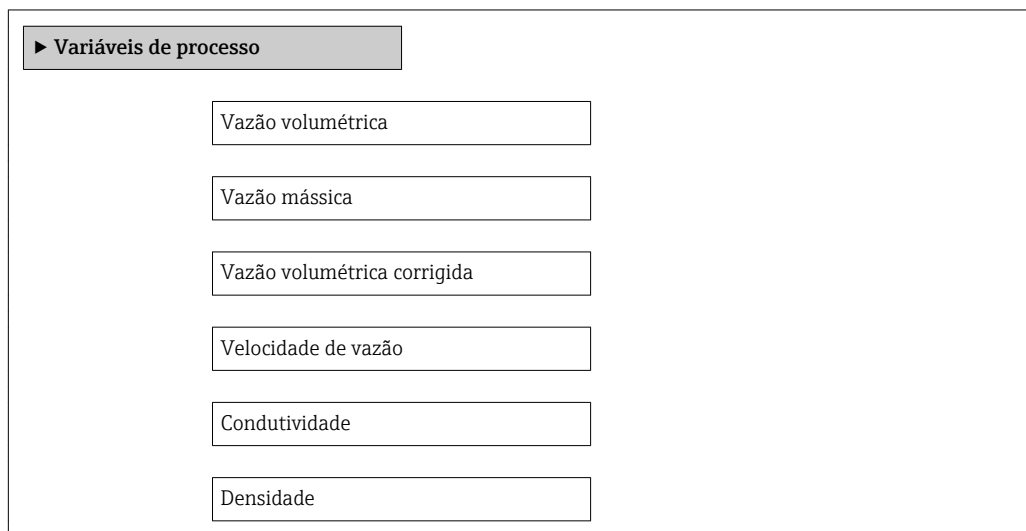 ▶ Variáveis de processo
Vazão volumétrica
Vazão mássica
Vazão volumétrica corrigida
Velocidade de vazão
Condutividade
Densidade